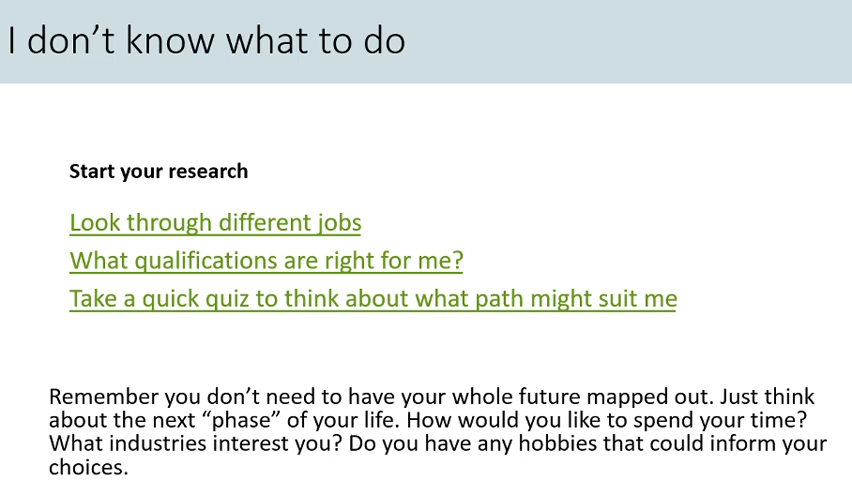 I don’t know what to do
Start your research
Look through different jobs
What qualifications are right for me?
Take a quick quiz to think about what path might suit me
Remember you don’t need to have your whole future mapped out. Just think
about the next “phase” of your life. How would you like to spend your time?
What industries interest you? Do you have any hobbies that could inform your
choices.